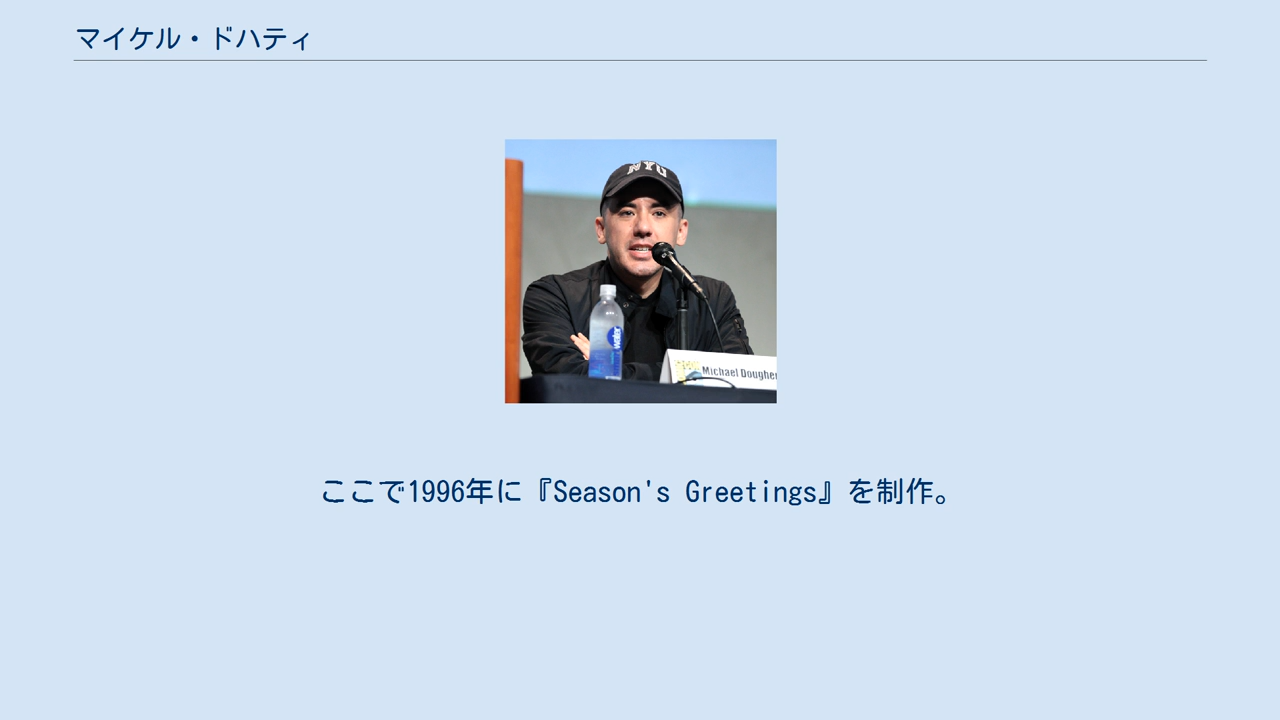 マイケル・ドハティ
NYU
water
Michael Dougher
ここで1996年に『Season's Greetings』を制作。